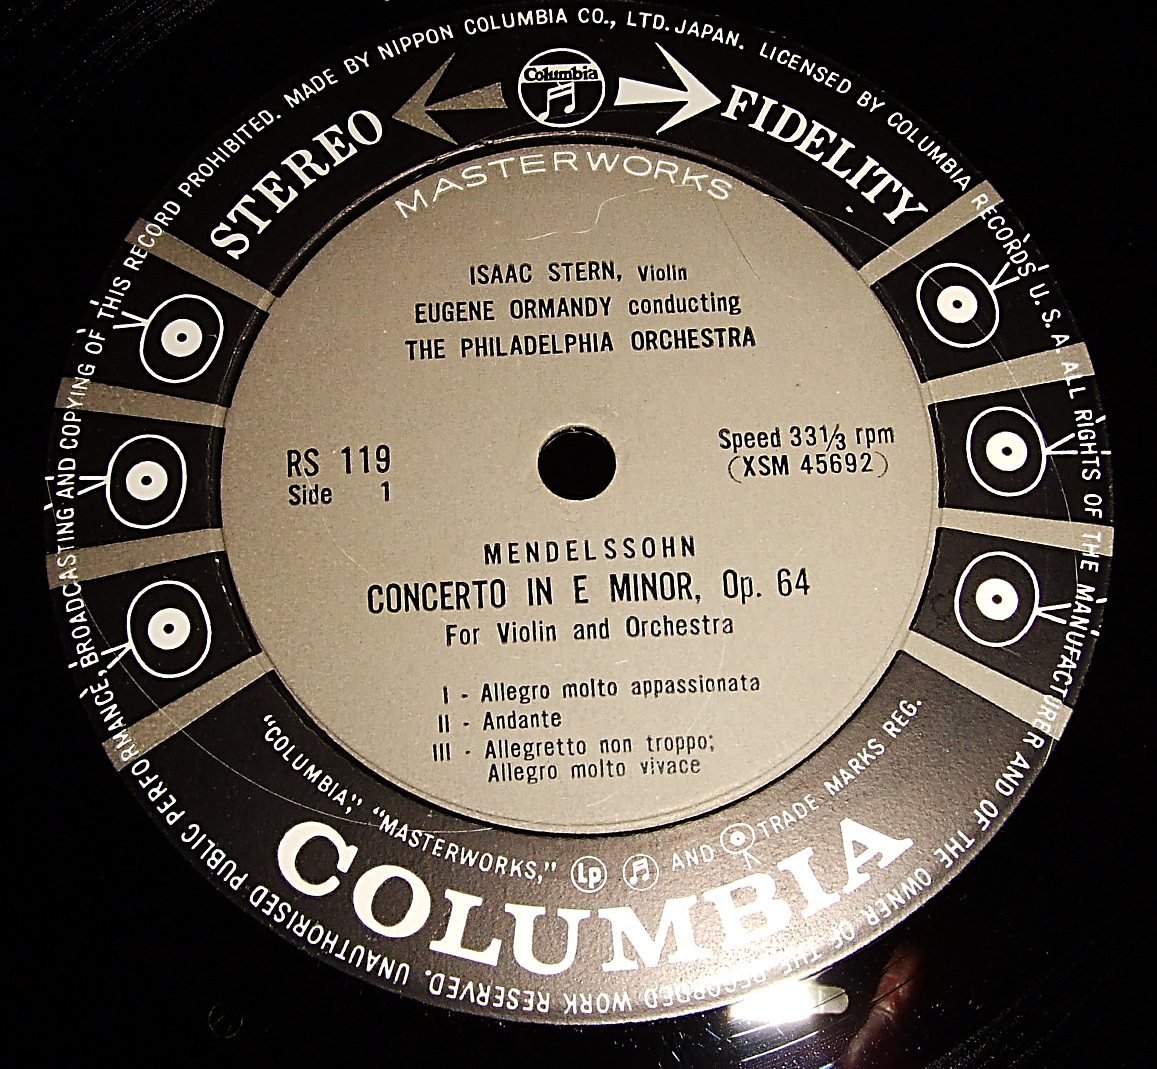 MADE BY NIPPON COLUMBIA CO., LTD. JAPAN. LICENSED BY COLUMBIA RECORDS U.S.A. ALL RIGHTS OF THE MANUFACTURER AND OF THE OWNER OF THE RECORDED WORK RESERVED. UNAUTHORISED PUBLIC PERFORMANCE, BROADCASTING AND COPYING OF THIS RECORD PROHIBITED.
STEREO Columbia FIDELITY
MASTERWORKS
ISAAC STERN, Violin
EUGENE ORMANDY conducting
THE PHILADELPHIA ORCHESTRA
RS 119
Side 1
Speed 33 1/3 rpm
(XSM 45692)
MENDELSSOHN
CONCERTO IN E MINOR, Op. 64
For Violin and Orchestra
I - Allegro molto appassionata
II - Andante
III - Allegretto non troppo;
Allegro molto vivace
"COLUMBIA," "MASTERWORKS," Lp AND TRADE MARKS REG.
COLUMBIA